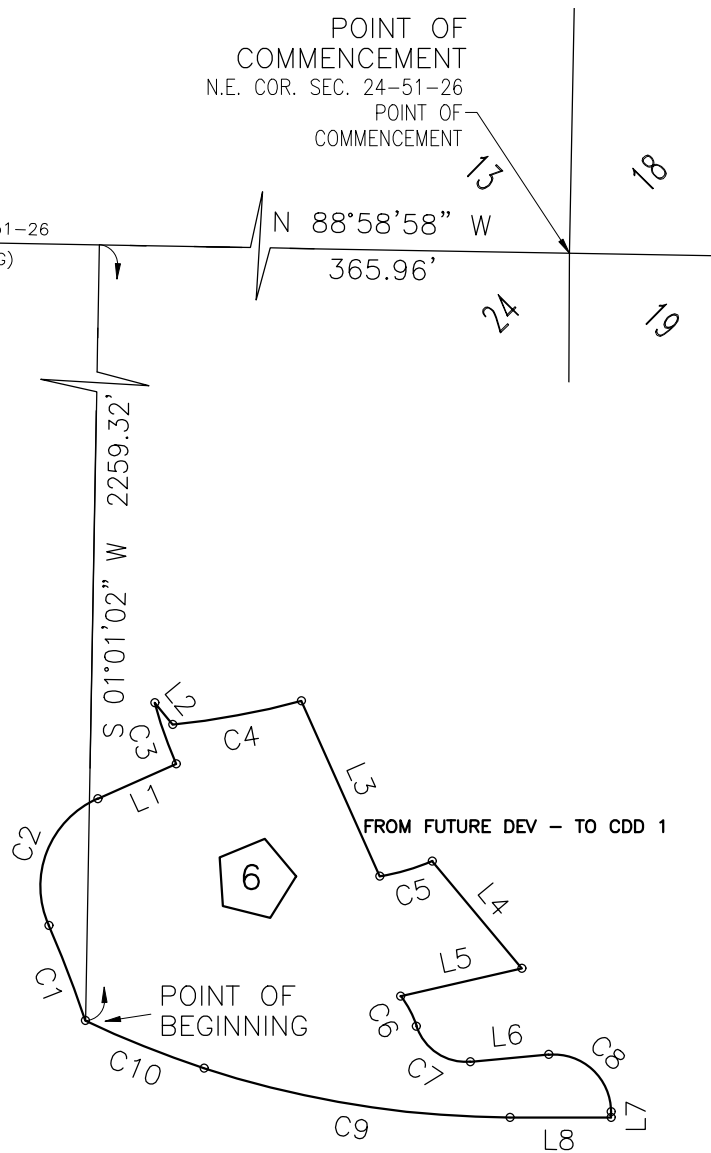 POINT OF
COMMENCEMENT
N.E. COR. SEC. 24-51-26
POINT OF
COMMENCEMENT
13
18
51-26
G)
N 88°58'58" W
365.96'
24
19
S 01°01'02" W 2259.32'
L2
C3
C4
L1
L3
C2
FROM FUTURE DEV – TO CDD 1
6
C5
L4
L5
C1
POINT OF
BEGINNING
C6
L6
C7
C8
C10
C9
L8
L7